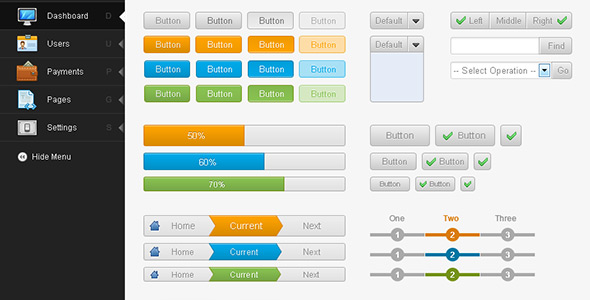 Dashboard D
Users U
Payments P
Pages G
Settings S
Hide Menu
Button Button Button Button
Button Button Button Button
Button Button Button Button
Button Button Button Button
Default
Default
Left Middle Right
Find
-- Select Operation -- Go
50%
60%
70%
Button Button
Button Button
Button Button
Home Current Next
Home Current Next
Home Current Next
One Two Three
1 2 3
1 2 3
1 2 3